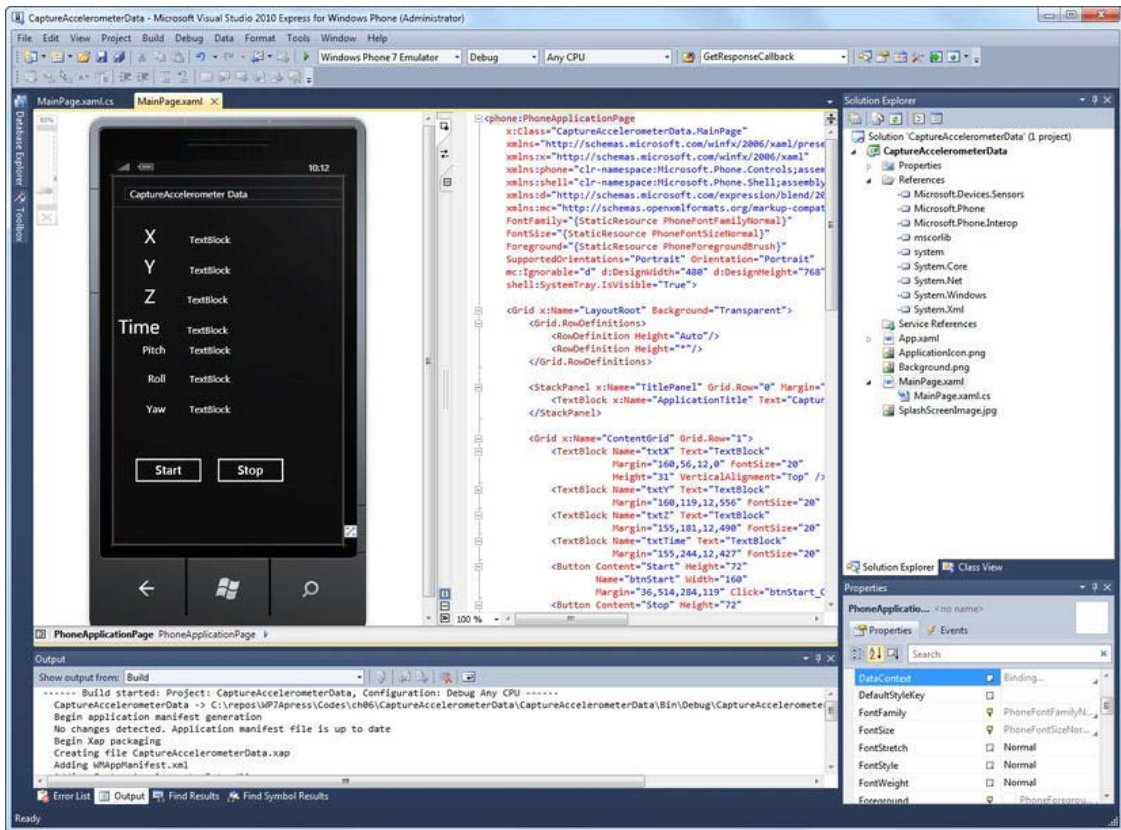 CaptureAccelerometerData - Microsoft Visual Studio 2010 Express for Windows Phone (Administrator)
File Edit View Project Build Debug Data Format Tools Window Help
Windows Phone 7 Emulator Debug Any CPU GetResponseCallback
Database Explorer
Toolbox
MainPage.xaml.cs MainPage.xaml
10:12
CaptureAccelerometer Data
X TextBlock
Y TextBlock
Z TextBlock
Time TextBlock
Pitch TextBlock
Roll TextBlock
Yaw TextBlock
Start Stop
<phone:PhoneApplicationPage
x:Class="CaptureAccelerometerData.MainPage"
xmlns="http://schemas.microsoft.com/winfx/2006/xaml/prese
xmlns:x="http://schemas.microsoft.com/winfx/2006/xaml"
xmlns:phone="clr-namespace:Microsoft.Phone.Controls;assem
xmlns:shell="clr-namespace:Microsoft.Phone.Shell;assembly
xmlns:d="http://schemas.microsoft.com/expression/blend/20
xmlns:mc="http://schemas.openxmlformats.org/markup-compat
FontFamily="{StaticResource PhoneFontFamilyNormal}"
FontSize="{StaticResource PhoneFontSizeNormal}"
Foreground="{StaticResource PhoneForegroundBrush}"
SupportedOrientations="Portrait" Orientation="Portrait"
mc:Ignorable="d" d:DesignWidth="480" d:DesignHeight="768"
shell:SystemTray.IsVisible="True">
<Grid x:Name="LayoutRoot" Background="Transparent">
<Grid.RowDefinitions>
<RowDefinition Height="Auto"/>
<RowDefinition Height="*"/>
</Grid.RowDefinitions>
<StackPanel x:Name="TitlePanel" Grid.Row="0" Margin="
<TextBlock x:Name="ApplicationTitle" Text="Captur
</StackPanel>
<Grid x:Name="ContentGrid" Grid.Row="1">
<TextBlock Name="txtX" Text="TextBlock"
Margin="160,56,12,0" FontSize="20"
Height="31" VerticalAlignment="Top" />
<TextBlock Name="txtY" Text="TextBlock"
Margin="160,119,12,556" FontSize="20"
<TextBlock Name="txtZ" Text="TextBlock"
Margin="155,181,12,490" FontSize="20"
<TextBlock Name="txtTime" Text="TextBlock"
Margin="155,244,12,427" FontSize="20"
<Button Content="Start" Height="72"
Name="btnStart" Width="160"
Margin="36,514,284,119" Click="btnStart_C
<Button Content="Stop" Height="72"
100 %
PhoneApplicationPage PhoneApplicationPage
Solution Explorer
Solution 'CaptureAccelerometerData' (1 project)
CaptureAccelerometerData
Properties
References
Microsoft.Devices.Sensors
Microsoft.Phone
Microsoft.Phone.Interop
mscorlib
system
System.Core
System.Net
System.Windows
System.Xml
Service References
App.xaml
ApplicationIcon.png
Background.png
MainPage.xaml
MainPage.xaml.cs
SplashScreenImage.jpg
Solution Explorer Class View
Properties
PhoneApplicatio... <no name>
Properties Events
Search
DataContext Binding...
DefaultStyleKey
FontFamily PhoneFontFamilyN...
FontSize PhoneFontSizeNor...
FontStretch Normal
FontStyle Normal
FontWeight Normal
Foreground PhoneForegrou...
Output
Show output from: Build
------ Build started: Project: CaptureAccelerometerData, Configuration: Debug Any CPU ------
CaptureAccelerometerData -> C:\repos\WP7Apress\Codes\ch06\CaptureAccelerometerData\CaptureAccelerometerData\Bin\Debug\CaptureAcceleromete
Begin application manifest generation
No changes detected. Application manifest file is up to date
Begin Xap packaging
Creating file CaptureAccelerometerData.xap
Adding WMAppManifest.xml
Error List Output Find Results Find Symbol Results
Ready